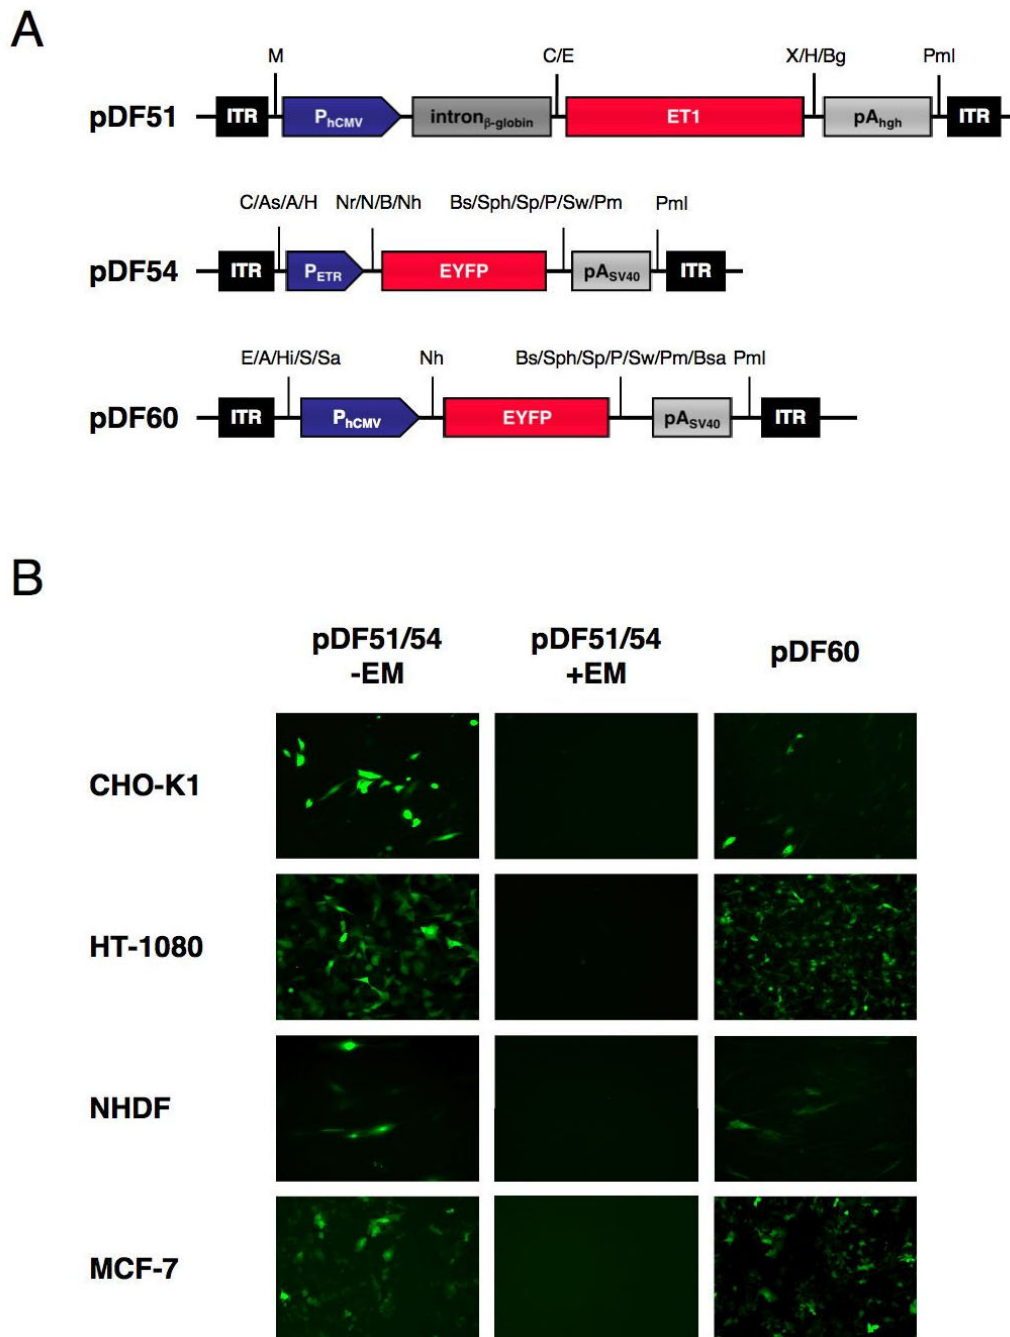 A
M C/E X/H/Bg Pml
pDF51 ITR PhCMV intronβ-globin ET1 pAhgh ITR
C/As/A/H Nr/N/B/Nh Bs/Sph/Sp/P/Sw/Pm Pml
pDF54 ITR PETR EYFP pASV40 ITR
E/A/Hi/S/Sa Nh Bs/Sph/Sp/P/Sw/Pm/Bsa Pml
pDF60 ITR PhCMV EYFP pASV40 ITR
B
pDF51/54 pDF51/54 pDF60
-EM +EM
CHO-K1
HT-1080
NHDF
MCF-7